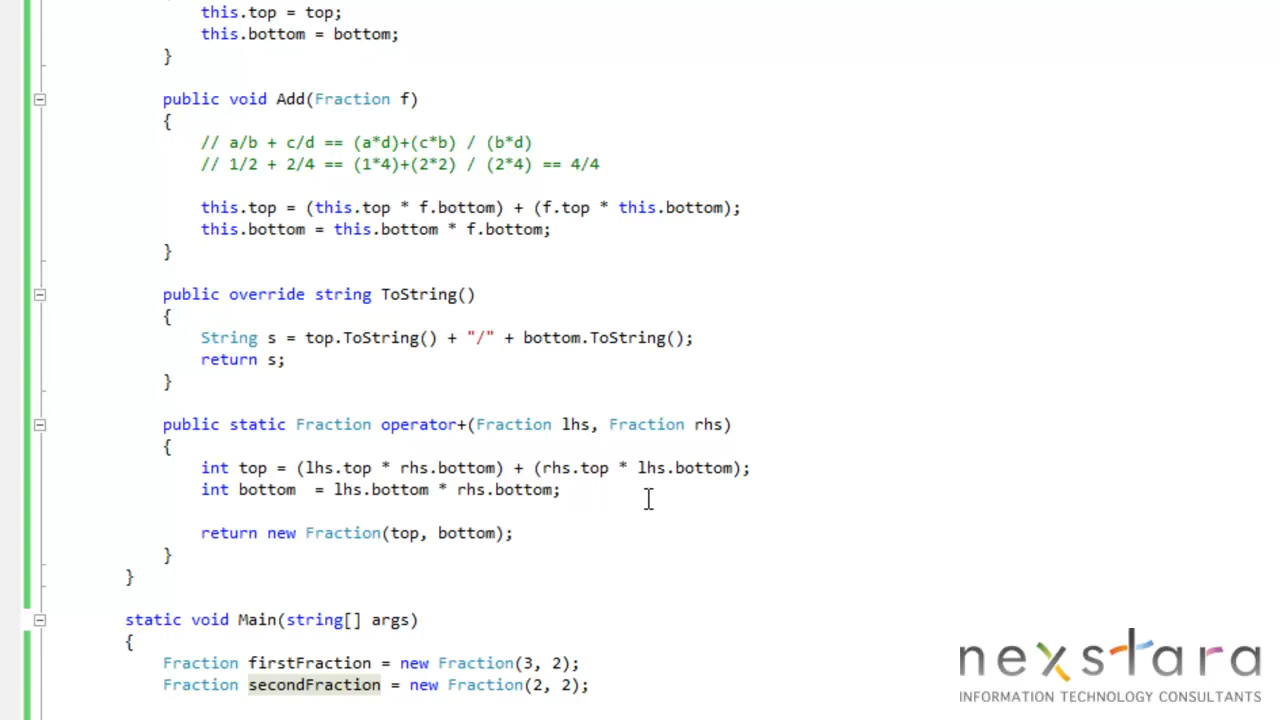 this.top = top;
this.bottom = bottom;
}
public void Add(Fraction f)
{
// a/b + c/d == (a*d)+(c*b) / (b*d)
// 1/2 + 2/4 == (1*4)+(2*2) / (2*4) == 4/4
this.top = (this.top * f.bottom) + (f.top * this.bottom);
this.bottom = this.bottom * f.bottom;
}
public override string ToString()
{
String s = top.ToString() + "/" + bottom.ToString();
return s;
}
public static Fraction operator+(Fraction lhs, Fraction rhs)
{
int top = (lhs.top * rhs.bottom) + (rhs.top * lhs.bottom);
int bottom  = lhs.bottom * rhs.bottom;
return new Fraction(top, bottom);
}
}
static void Main(string[] args)
{
Fraction firstFraction = new Fraction(3, 2);
Fraction secondFraction = new Fraction(2, 2);
nexstara
INFORMATION TECHNOLOGY CONSULTANTS